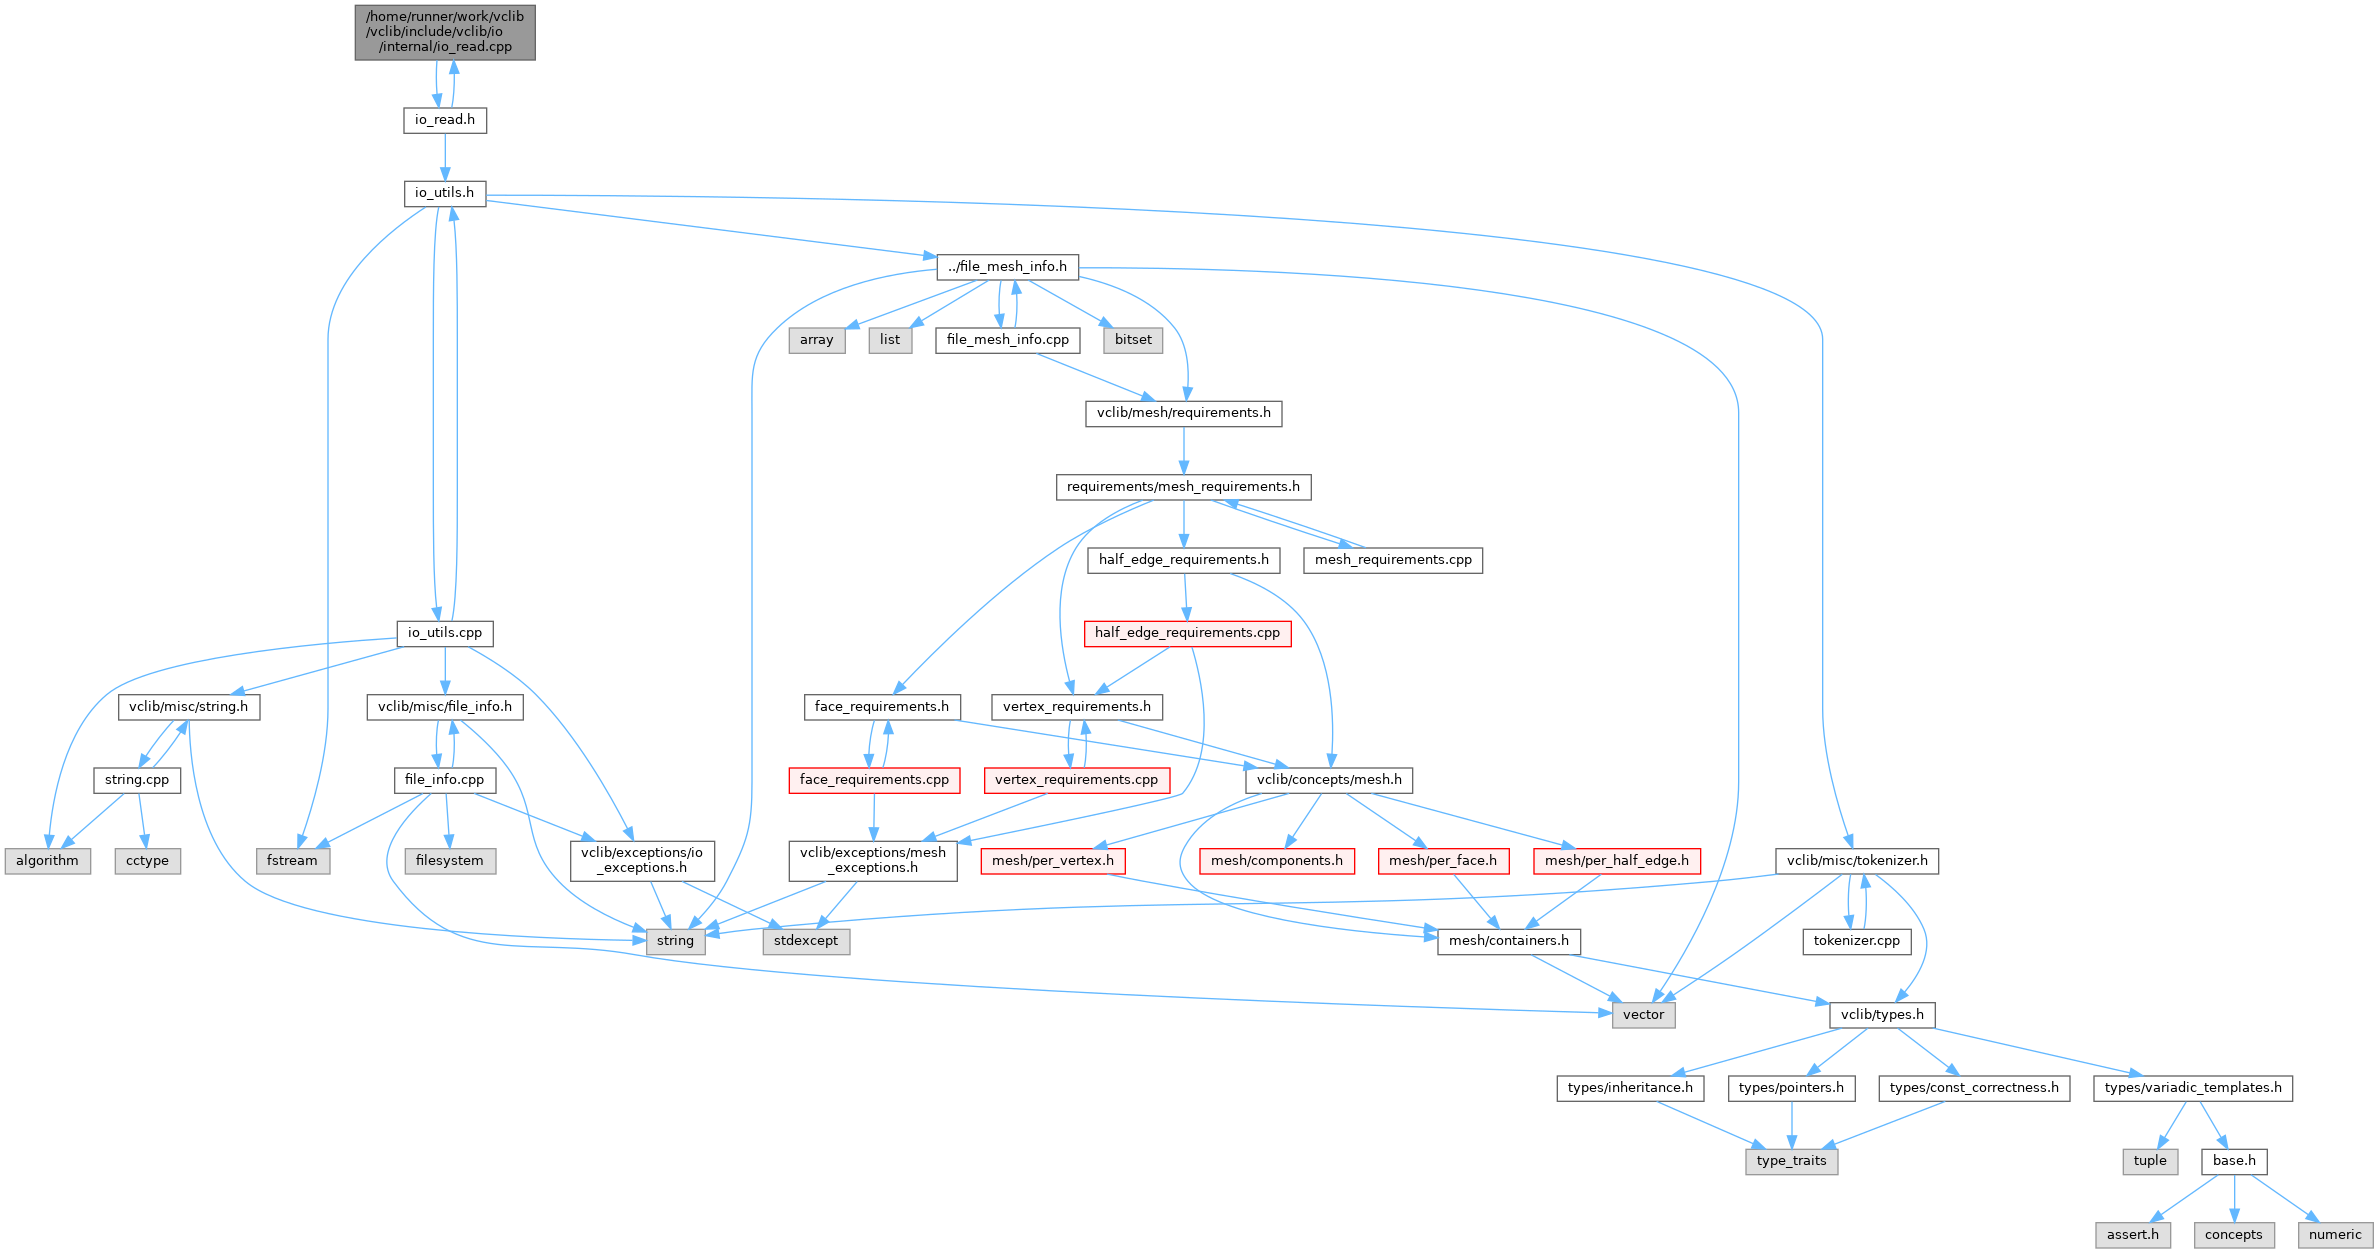 /home/runner/work/vclib
/vclib/include/vclib/io
/internal/io_read.cpp
io_read.h
io_utils.h
../file_mesh_info.h
array
list
file_mesh_info.cpp
bitset
vclib/mesh/requirements.h
requirements/mesh_requirements.h
half_edge_requirements.h
mesh_requirements.cpp
io_utils.cpp
half_edge_requirements.cpp
vclib/misc/string.h
vclib/misc/file_info.h
face_requirements.h
vertex_requirements.h
string.cpp
file_info.cpp
face_requirements.cpp
vertex_requirements.cpp
vclib/concepts/mesh.h
algorithm
cctype
fstream
filesystem
vclib/exceptions/io
_exceptions.h
vclib/exceptions/mesh
_exceptions.h
mesh/per_vertex.h
mesh/components.h
mesh/per_face.h
mesh/per_half_edge.h
vclib/misc/tokenizer.h
string
stdexcept
mesh/containers.h
tokenizer.cpp
vector
vclib/types.h
types/inheritance.h
types/pointers.h
types/const_correctness.h
types/variadic_templates.h
type_traits
tuple
base.h
assert.h
concepts
numeric